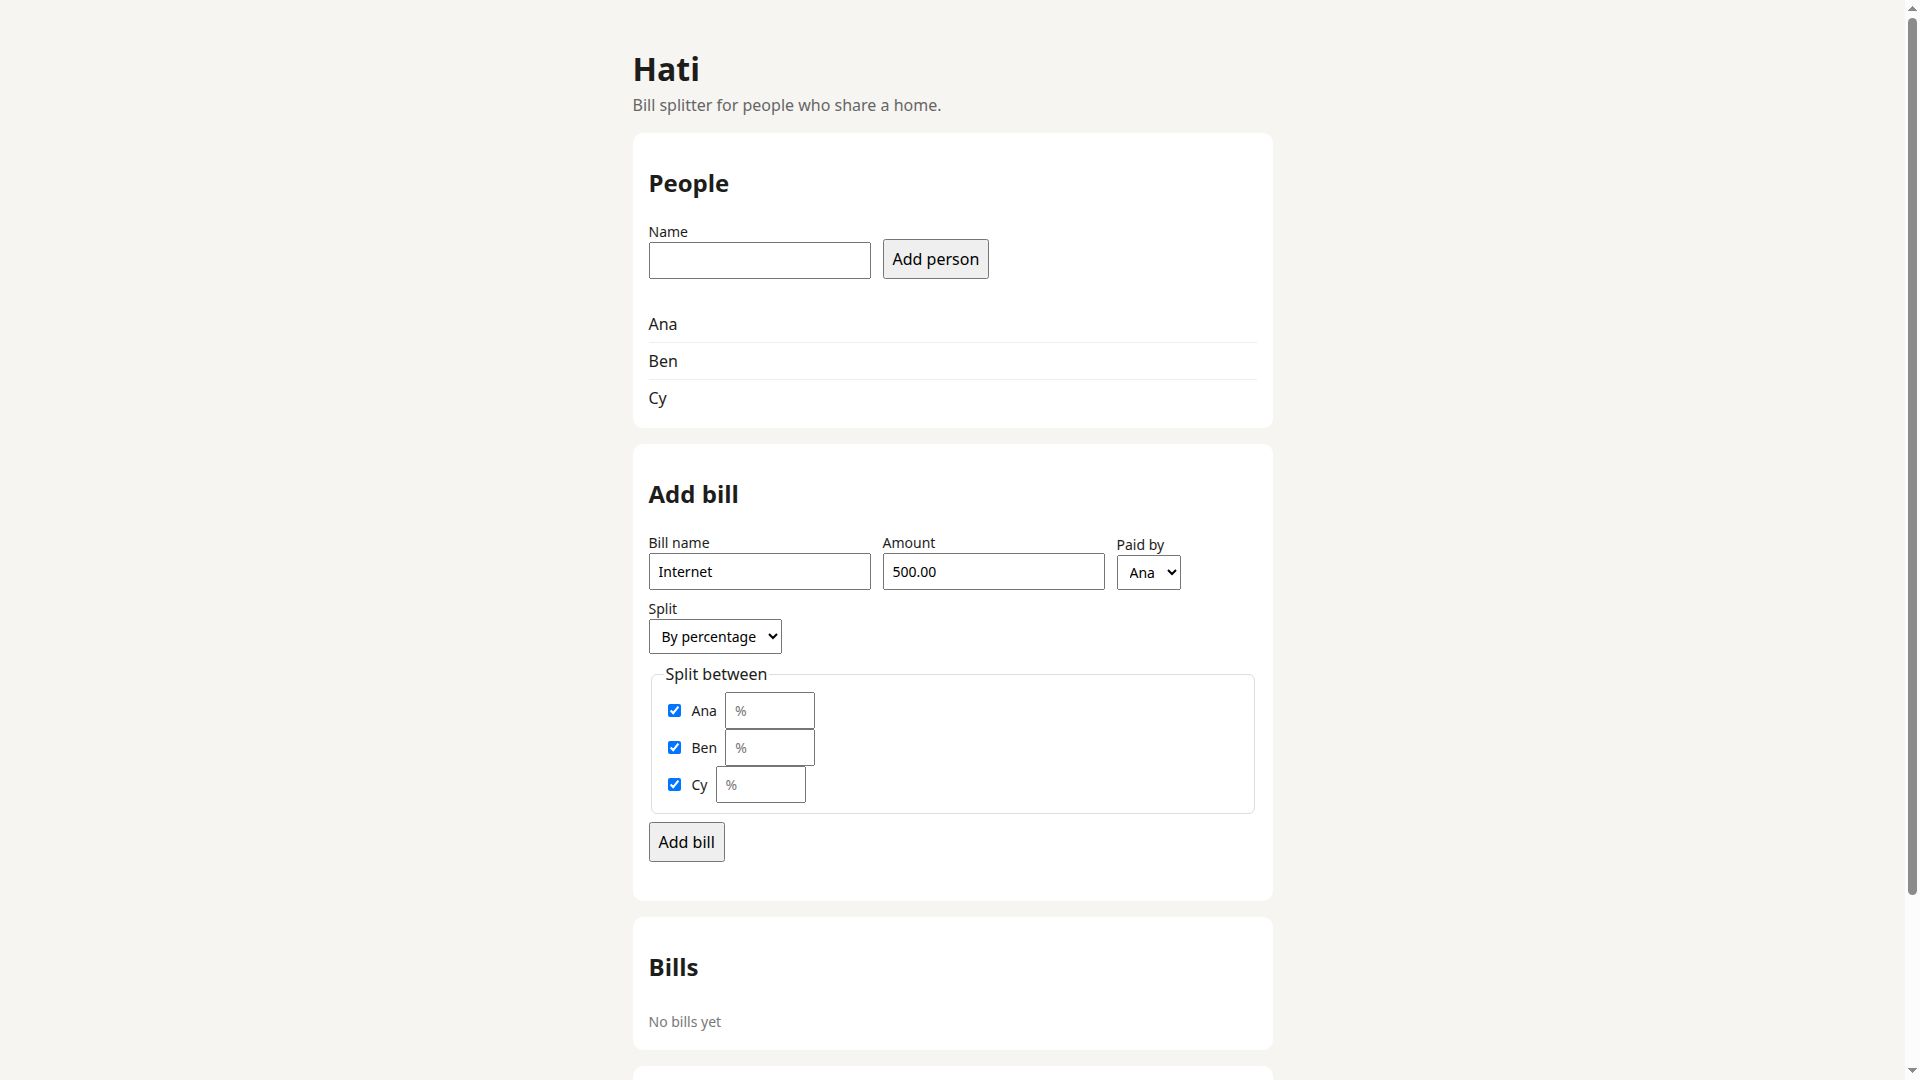 Hati
Bill splitter for people who share a home.
People
Name
Add person
Ana
Ben
Cy
Add bill
Bill name Amount Paid by
Internet 500.00 Ana
Split
By percentage
Split between
Ana %
Ben %
Cy %
Add bill
Bills
No bills yet